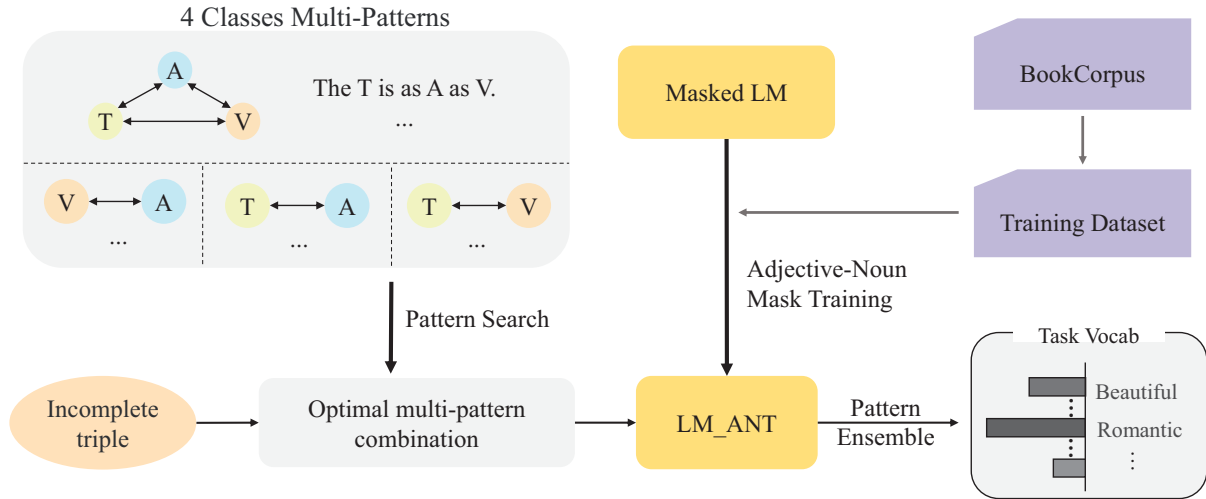 4 Classes Multi-Patterns
A
T
V
The T is as A as V.
...
V
A
...
T
A
...
T
V
...
Pattern Search
Masked LM
BookCorpus
Training Dataset
Adjective-Noun
Mask Training
Incomplete
triple
Optimal multi-pattern
combination
LM_ANT
Pattern
Ensemble
Task Vocab
Beautiful
Romantic
...